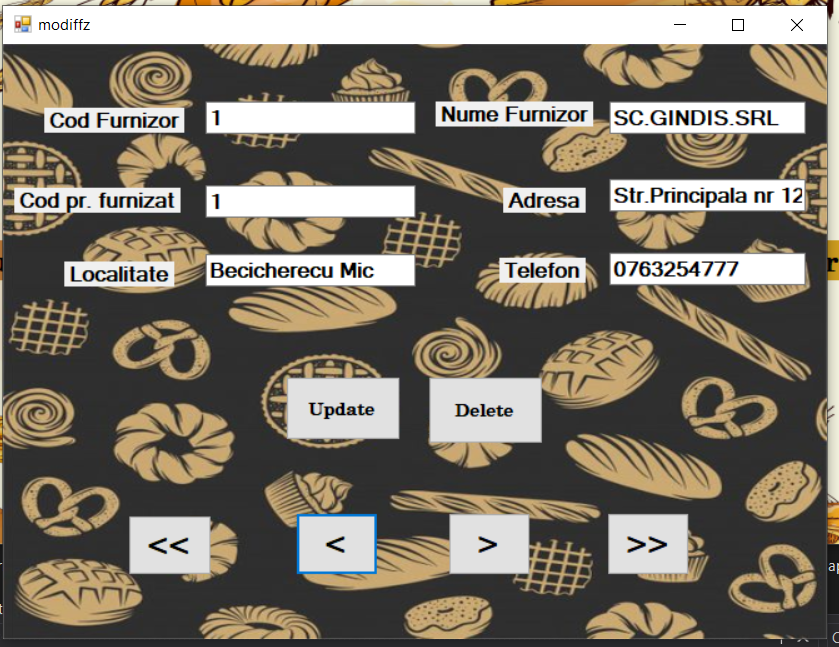 modiffz
Cod Furnizor 1 Nume Furnizor SC.GINDIS.SRL
Cod pr. furnizat 1 Adresa Str.Principala nr 12
Localitate Becicherecu Mic Telefon 0763254777
Update Delete
<< < > >>